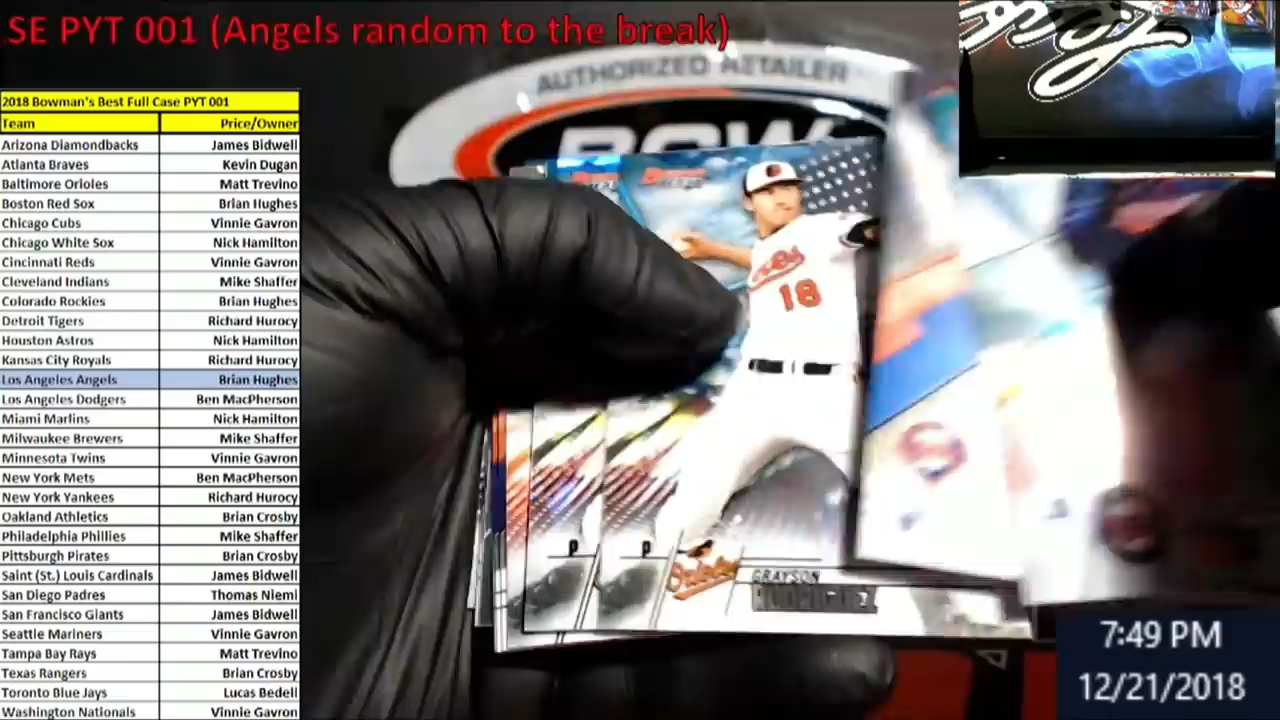 SE PYT 001 (Angels random to the break)
2018 Bowman's Best Full Case PYT 001
Team Price/Owner
Arizona Diamondbacks James Bidwell
Atlanta Braves Kevin Dugan
Baltimore Orioles Matt Trevino
Boston Red Sox Brian Hughes
Chicago Cubs Vinnie Gavron
Chicago White Sox Nick Hamilton
Cincinnati Reds Vinnie Gavron
Cleveland Indians Mike Shaffer
Colorado Rockies Brian Hughes
Detroit Tigers Richard Hurocy
Houston Astros Nick Hamilton
Kansas City Royals Richard Hurocy
Los Angeles Angels Brian Hughes
Los Angeles Dodgers Ben MacPherson
Miami Marlins Nick Hamilton
Milwaukee Brewers Mike Shaffer
Minnesota Twins Vinnie Gavron
New York Mets Ben MacPherson
New York Yankees Richard Hurocy
Oakland Athletics Brian Crosby
Philadelphia Phillies Mike Shaffer
Pittsburgh Pirates Brian Crosby
Saint (St.) Louis Cardinals James Bidwell
San Diego Padres Thomas Niemi
San Francisco Giants James Bidwell
Seattle Mariners Vinnie Gavron
Tampa Bay Rays Matt Trevino
Texas Rangers Brian Crosby
Toronto Blue Jays Lucas Bedell
Washington Nationals Vinnie Gavron
AUTHORIZED RETAILER
BCW
18
P P
GRAYSON
RODRIGUEZ
7:49 PM
12/21/2018